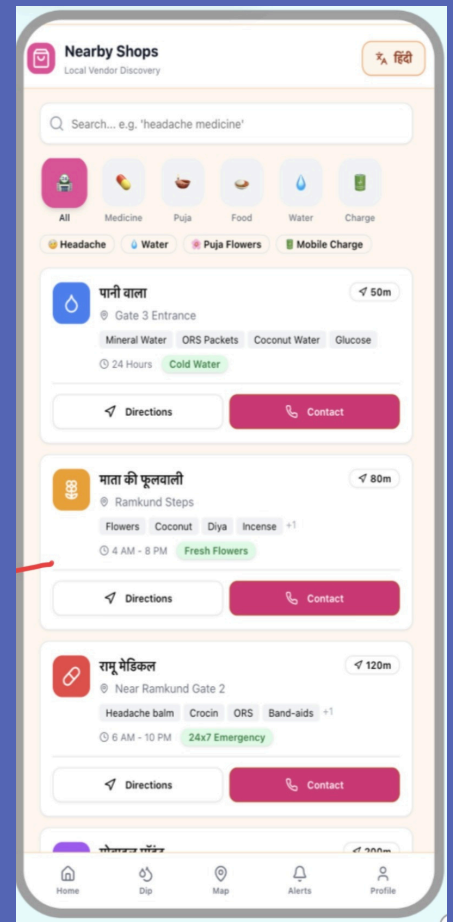 Nearby Shops
Local Vendor Discovery
हिंदी
Search... e.g. 'headache medicine'
All Medicine Puja Food Water Charge
Headache Water Puja Flowers Mobile Charge
पानी वाला 50m
Gate 3 Entrance
Mineral Water ORS Packets Coconut Water Glucose
24 Hours Cold Water
Directions Contact
माता की फूलवाली 80m
Ramkund Steps
Flowers Coconut Diya Incense +1
4 AM - 8 PM Fresh Flowers
Directions Contact
रामू मेडिकल 120m
Near Ramkund Gate 2
Headache balm Crocin ORS Band-aids +1
6 AM - 10 PM 24x7 Emergency
Directions Contact
200m
Home Dip Map Alerts Profile